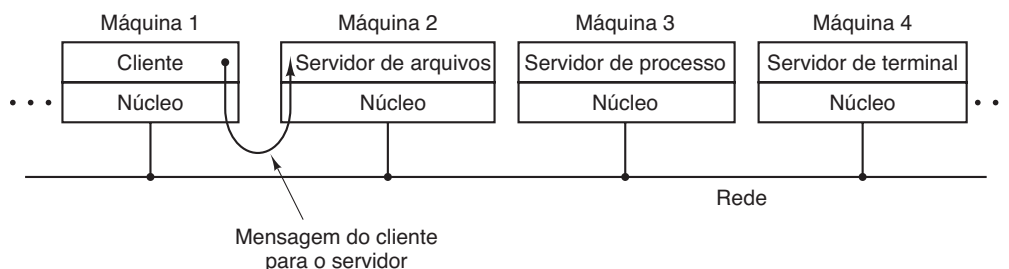 Máquina 1
Máquina 2
Máquina 3
Máquina 4
Cliente
Servidor de arquivos
Servidor de processo
Servidor de terminal
Núcleo
Núcleo
Núcleo
Núcleo
Rede
Mensagem do cliente
para o servidor